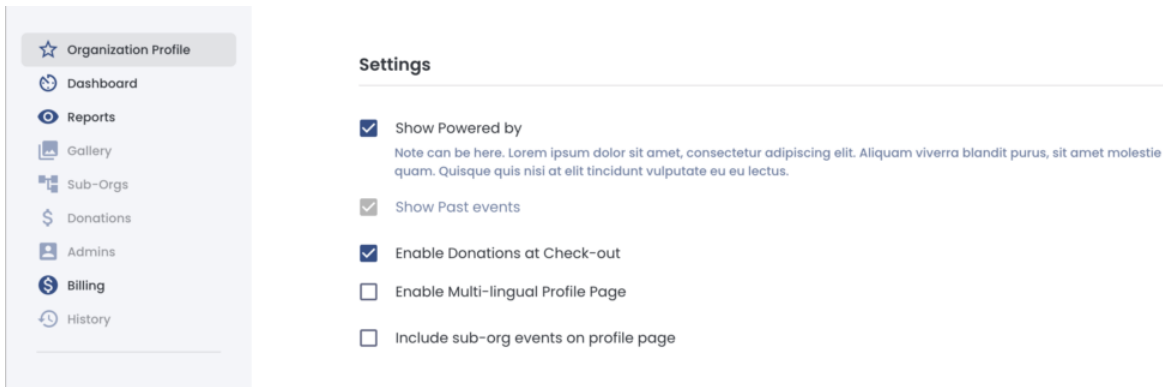 Organization Profile
Dashboard
Reports
Gallery
Sub-Orgs
Donations
Admins
Billing
History
Settings
Show Powered by
Note can be here. Lorem ipsum dolor sit amet, consectetur adipiscing elit. Aliquam viverra blandit purus, sit amet molestie
quam. Quisque quis nisi at elit tincidunt vulputate eu eu lectus.
Show Past events
Enable Donations at Check-out
Enable Multi-lingual Profile Page
Include sub-org events on profile page